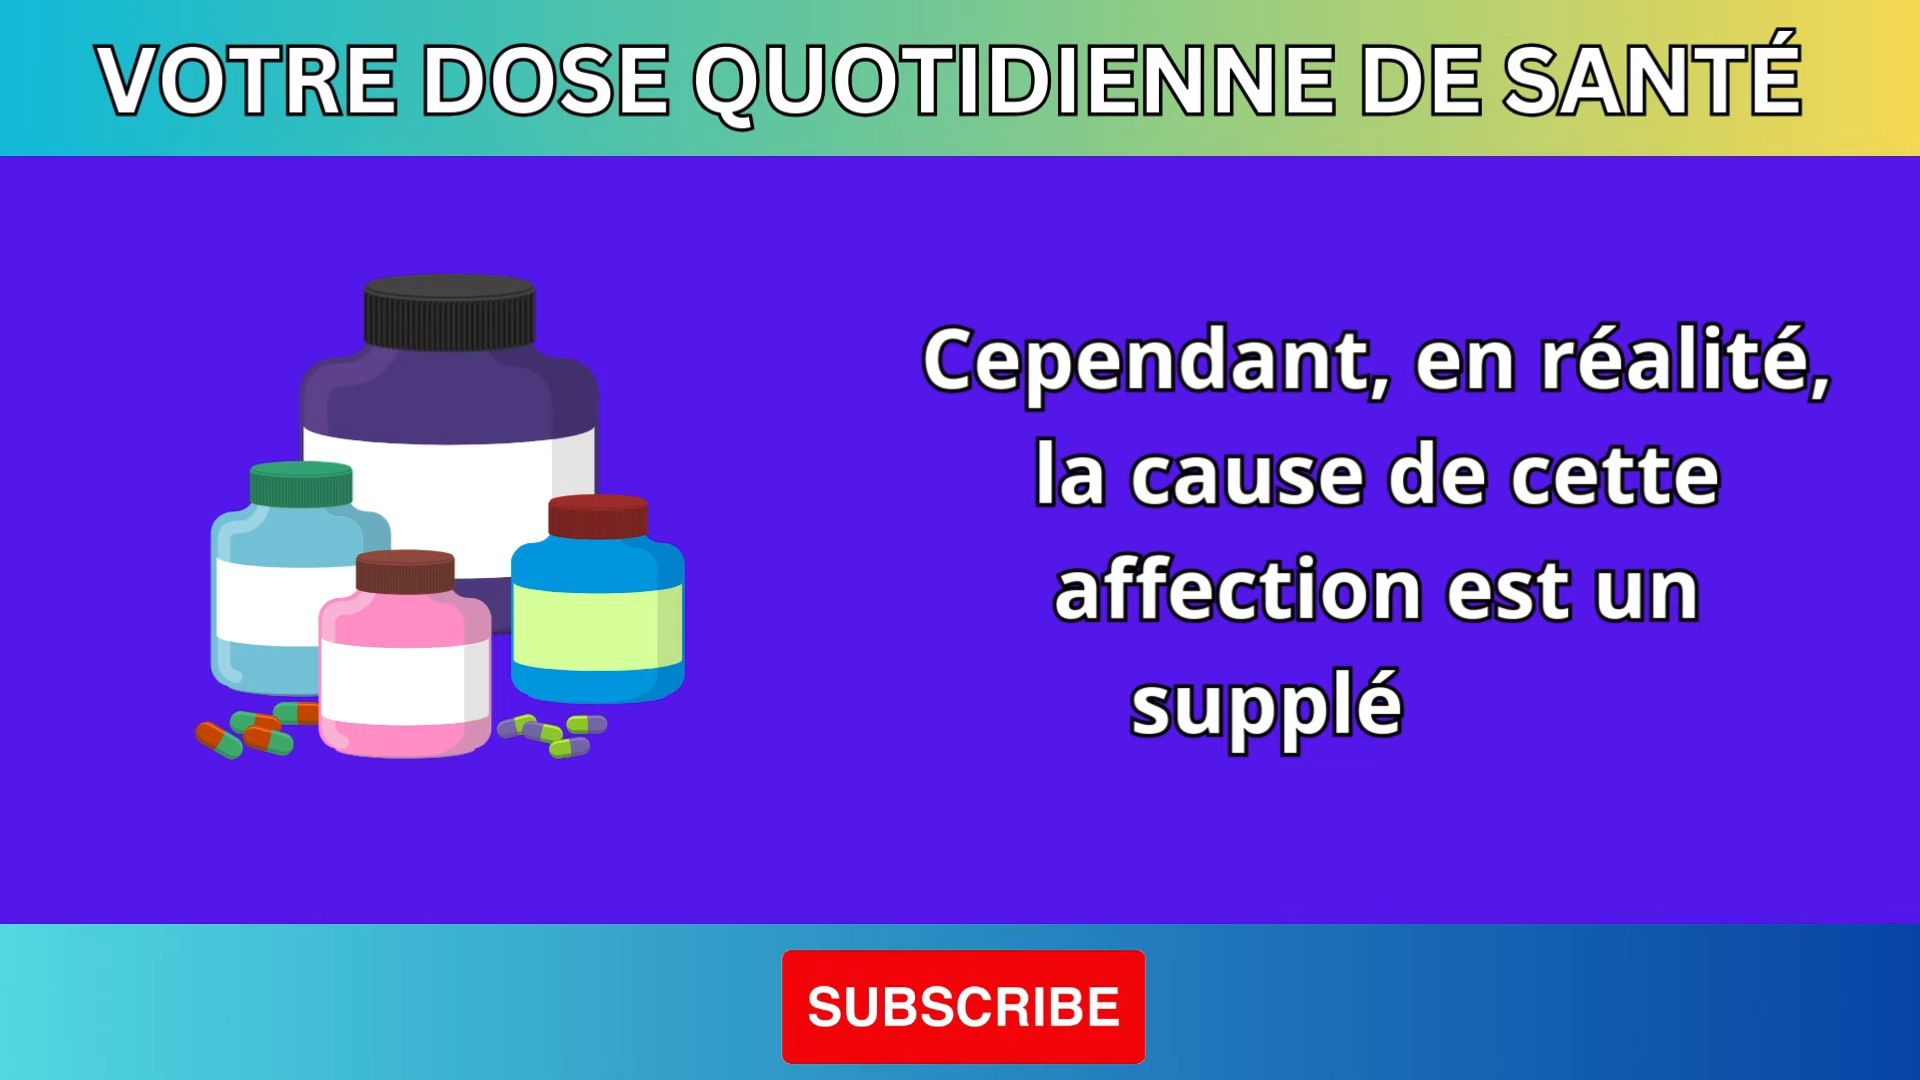 VOTRE DOSE QUOTIDIENNE DE SANTÉ
Cependant, en réalité,
la cause de cette
affection est un
supplé
SUBSCRIBE